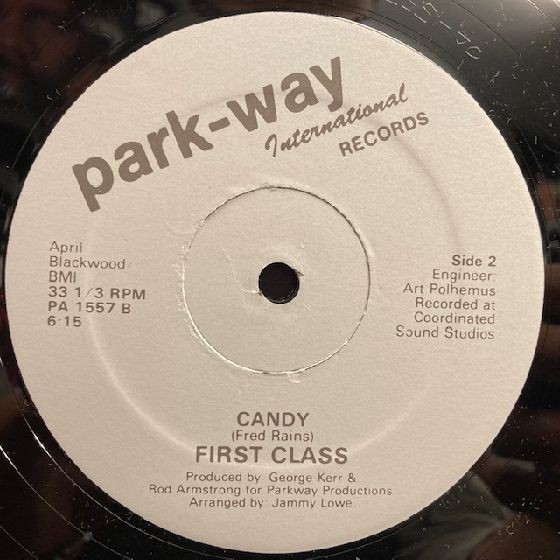 park-way
International
RECORDS
April
Blackwood/
BMI
33 1/3 RPM
PA 1557 B
6:15
Side 2
Engineer:
Art Polhemus
Recorded at
Coordinated
Sound Studios
CANDY
(Fred Rains)
FIRST CLASS
Produced by: George Kerr &
Rod Armstrong for Parkway Productions
Arranged by: Jammy Lowe